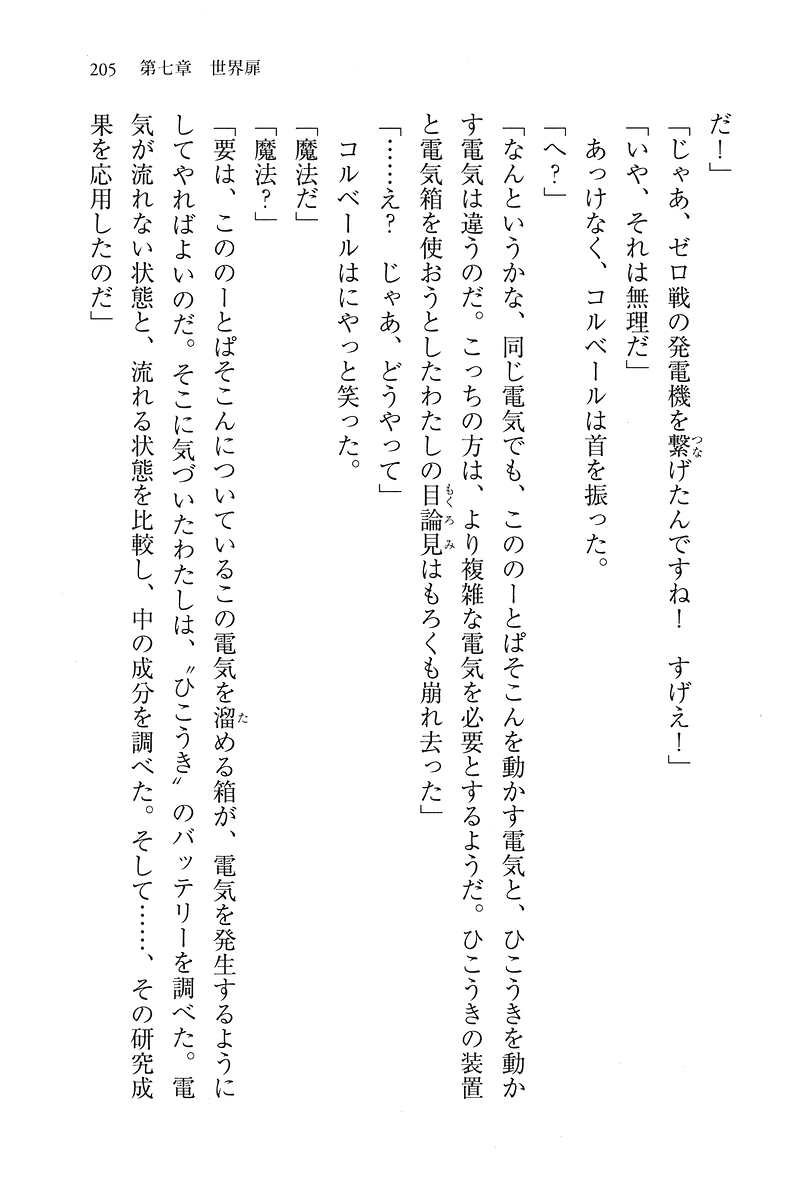 205　第七章　世界扉
だ！」
「じゃあ、ゼロ戦の発電機を繋げたんですね！　すげえ！」
「いや、それは無理だ」
　あっけなく、コルベールは首を振った。
「へ？」
「なんというかな、同じ電気でも、こののーとぱそこんを動かす電気と、ひこうきを動か
す電気は違うのだ。こっちの方は、より複雑な電気を必要とするようだ。ひこうきの装置
と電気箱を使おうとしたわたしの目論見はもろくも崩れ去った」
「……え？　じゃあ、どうやって」
　コルベールはにやっと笑った。
「魔法だ」
「魔法？」
「要は、こののーとぱそこんについているこの電気を溜める箱が、電気を発生するように
してやればよいのだ。そこに気づいたわたしは、〝ひこうき〟のバッテリーを調べた。電
気が流れない状態と、流れる状態を比較し、中の成分を調べた。そして……、その研究成
果を応用したのだ」